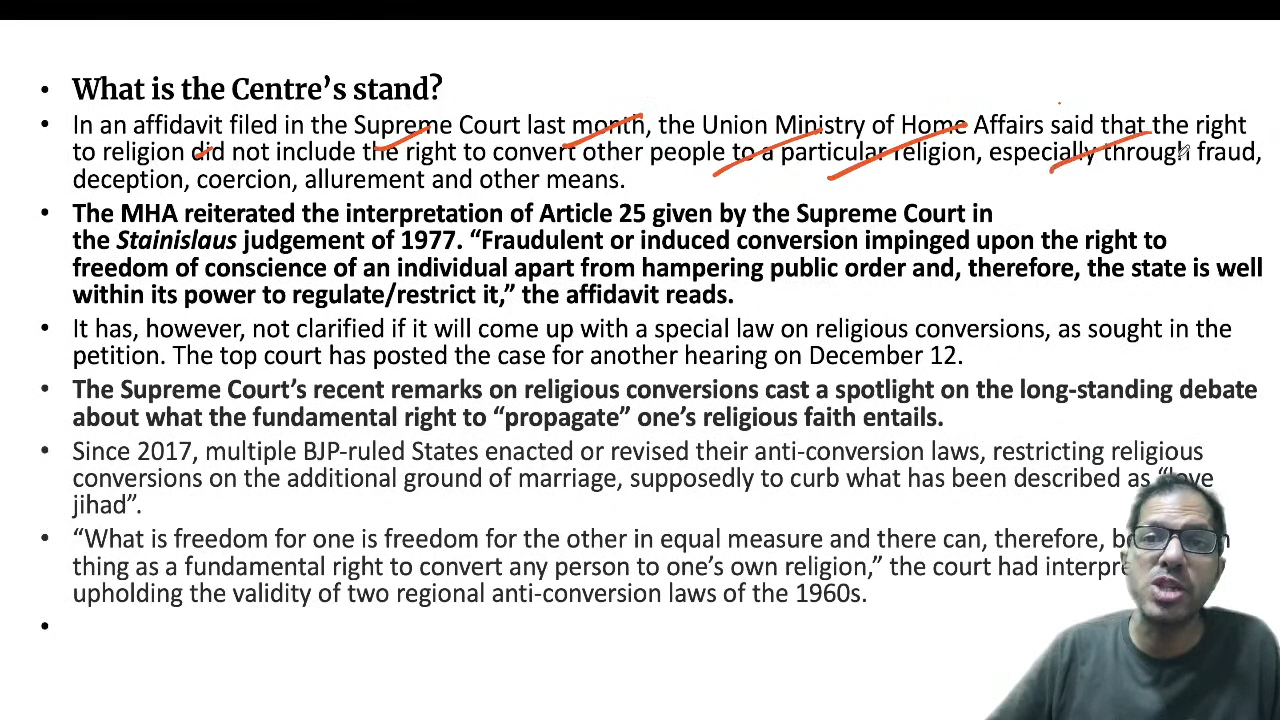 • What is the Centre’s stand?
• In an affidavit filed in the Supreme Court last month, the Union Ministry of Home Affairs said that the right
to religion did not include the right to convert other people to a particular religion, especially through fraud,
deception, coercion, allurement and other means.
• The MHA reiterated the interpretation of Article 25 given by the Supreme Court in
the Stainislaus judgement of 1977. “Fraudulent or induced conversion impinged upon the right to
freedom of conscience of an individual apart from hampering public order and, therefore, the state is well
within its power to regulate/restrict it,” the affidavit reads.
• It has, however, not clarified if it will come up with a special law on religious conversions, as sought in the
petition. The top court has posted the case for another hearing on December 12.
• The Supreme Court’s recent remarks on religious conversions cast a spotlight on the long-standing debate
about what the fundamental right to “propagate” one’s religious faith entails.
• Since 2017, multiple BJP-ruled States enacted or revised their anti-conversion laws, restricting religious
conversions on the additional ground of marriage, supposedly to curb what has been described as “love
jihad”.
• “What is freedom for one is freedom for the other in equal measure and there can, therefore,
thing as a fundamental right to convert any person to one’s own religion,” the court had
upholding the validity of two regional anti-conversion laws of the 1960s.
•